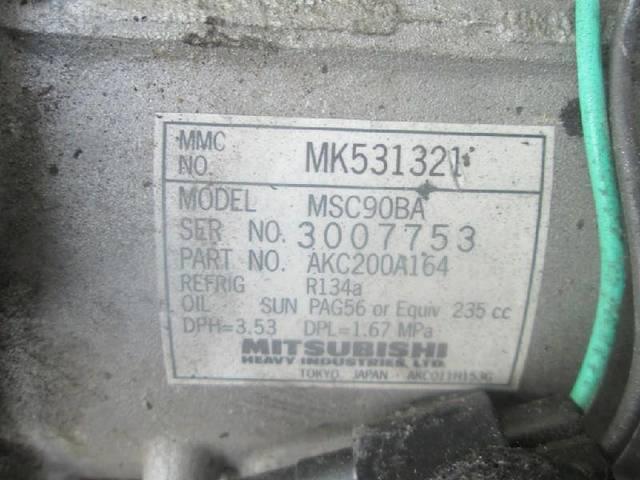 MMC
NO. MK531321
MODEL MSC90BA
SER NO. 3007753
PART NO. AKC200A164
REFRIG R134a
OIL SUN PAG56 or Equiv 235 cc
DPH=3.53 DPL=1.67 MPa
MITSUBISHI
HEAVY INDUSTRIES, LTD.
TOKYO JAPAN - AKC011H153G